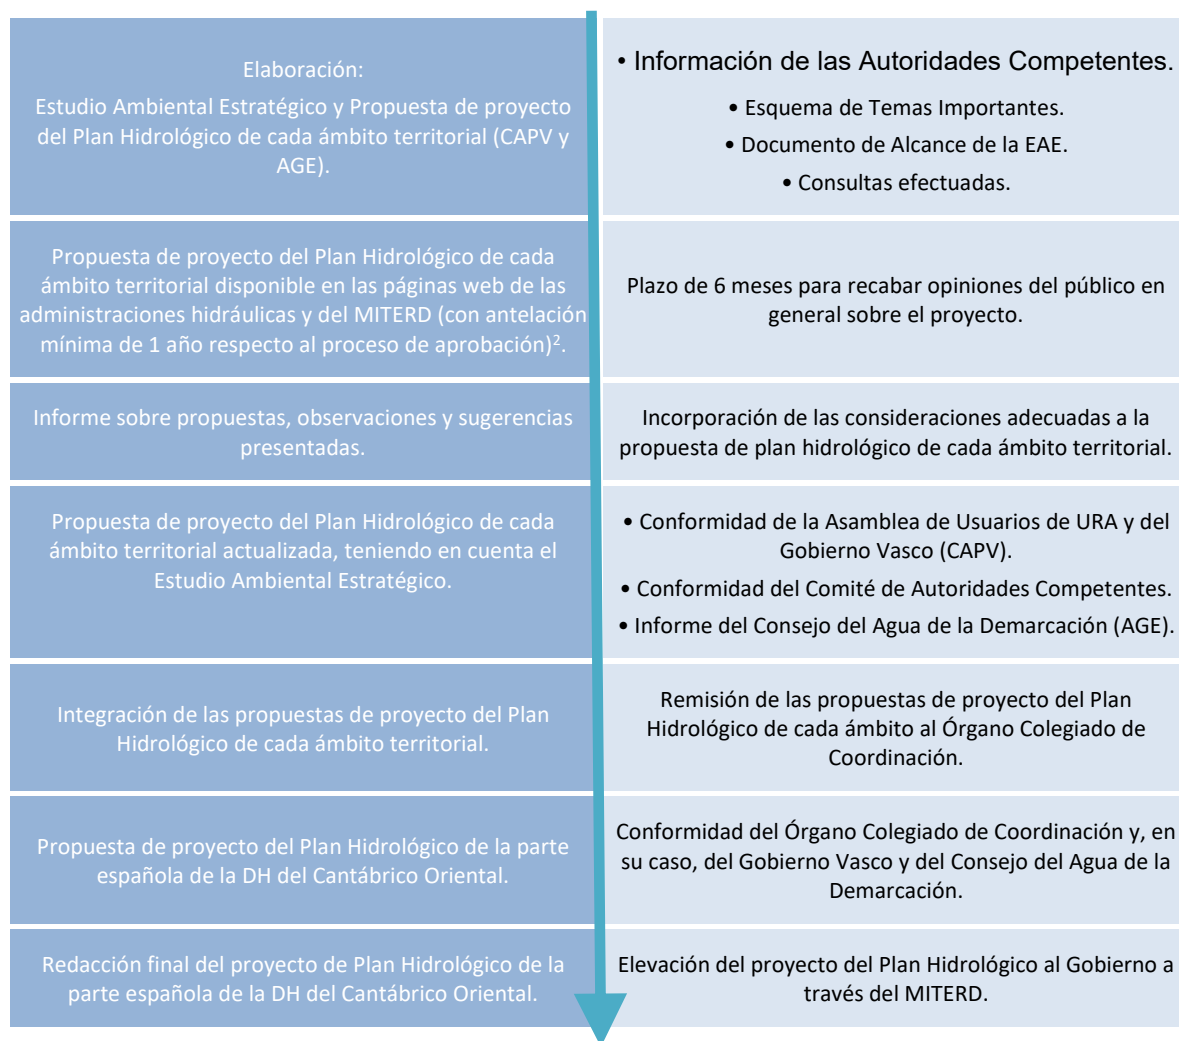 Elaboración:
Estudio Ambiental Estratégico y Propuesta de proyecto
del Plan Hidrológico de cada ámbito territorial (CAPV y
AGE).
• Información de las Autoridades Competentes.
• Esquema de Temas Importantes.
• Documento de Alcance de la EAE.
• Consultas efectuadas.
Propuesta de proyecto del Plan Hidrológico de cada
ámbito territorial disponible en las páginas web de las
administraciones hidráulicas y del MITERD (con antelación
mínima de 1 año respecto al proceso de aprobación)².
Plazo de 6 meses para recabar opiniones del público en
general sobre el proyecto.
Informe sobre propuestas, observaciones y sugerencias
presentadas.
Incorporación de las consideraciones adecuadas a la
propuesta de plan hidrológico de cada ámbito territorial.
Propuesta de proyecto del Plan Hidrológico de cada
ámbito territorial actualizada, teniendo en cuenta el
Estudio Ambiental Estratégico.
• Conformidad de la Asamblea de Usuarios de URA y del
Gobierno Vasco (CAPV).
• Conformidad del Comité de Autoridades Competentes.
• Informe del Consejo del Agua de la Demarcación (AGE).
Integración de las propuestas de proyecto del Plan
Hidrológico de cada ámbito territorial.
Remisión de las propuestas de proyecto del Plan
Hidrológico de cada ámbito al Órgano Colegiado de
Coordinación.
Propuesta de proyecto del Plan Hidrológico de la parte
española de la DH del Cantábrico Oriental.
Conformidad del Órgano Colegiado de Coordinación y, en
su caso, del Gobierno Vasco y del Consejo del Agua de la
Demarcación.
Redacción final del proyecto de Plan Hidrológico de la
parte española de la DH del Cantábrico Oriental.
Elevación del proyecto del Plan Hidrológico al Gobierno a
través del MITERD.